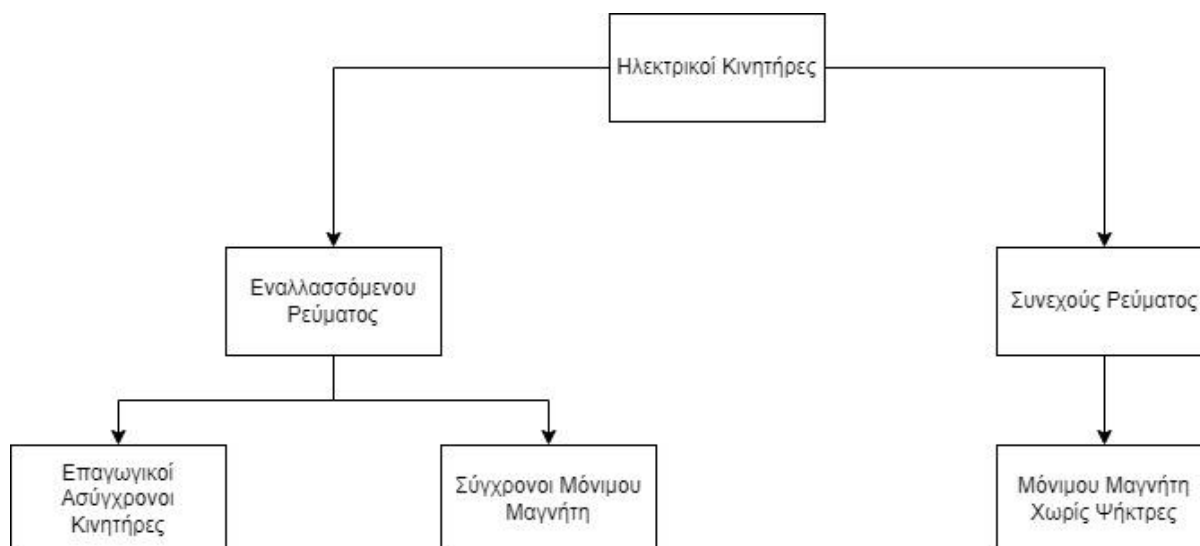 Ηλεκτρικοί Κινητήρες
Εναλλασσόμενου
Ρεύματος
Συνεχούς Ρεύματος
Επαγωγικοί
Ασύγχρονοι
Κινητήρες
Σύγχρονοι Μόνιμου
Μαγνήτη
Μόνιμου Μαγνήτη
Χωρίς Ψήκτρες